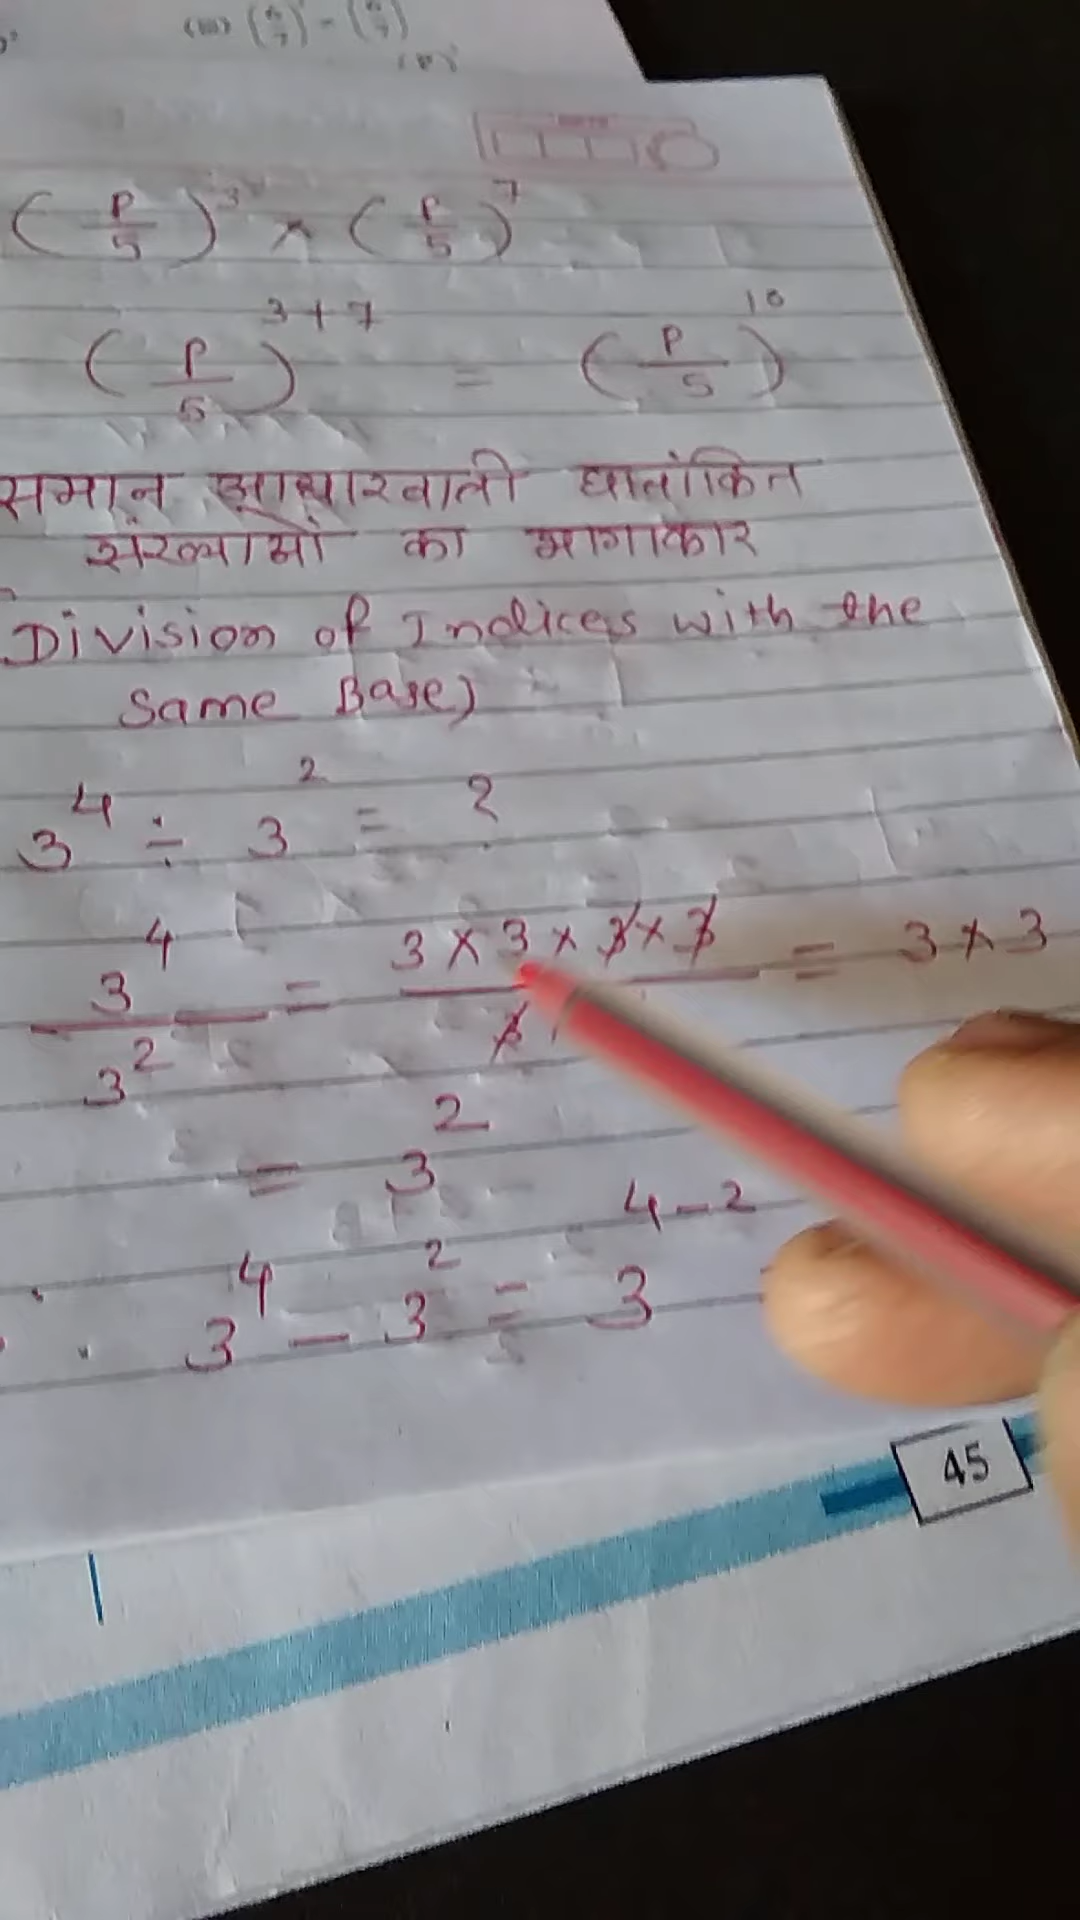 (P/5)³ × (P/5)⁷
(P/5)³⁺⁷ = (P/5)¹⁰
समान आधारवाली घातांकित
संख्याओं का भागाकार
Division of Indices with the
Same Base)
3⁴ ÷ 3² = ?
3⁴/3² = 3×3×3×3/3 = 3×3
= 3²
3⁴ − 3² = 3⁴⁻²
45